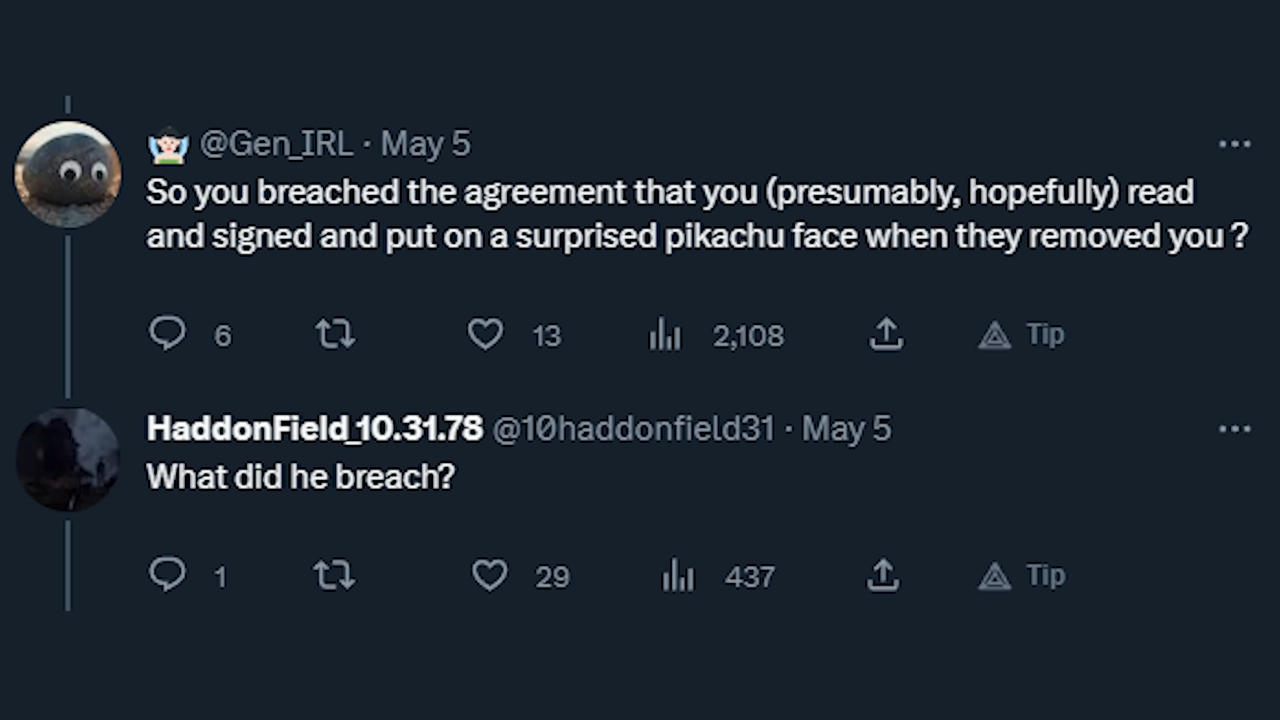 @Gen_IRL · May 5
So you breached the agreement that you (presumably, hopefully) read
and signed and put on a surprised pikachu face when they removed you ?
6 13 2,108 Tip
HaddonField_10.31.78 @10haddonfield31 · May 5
What did he breach?
1 29 437 Tip